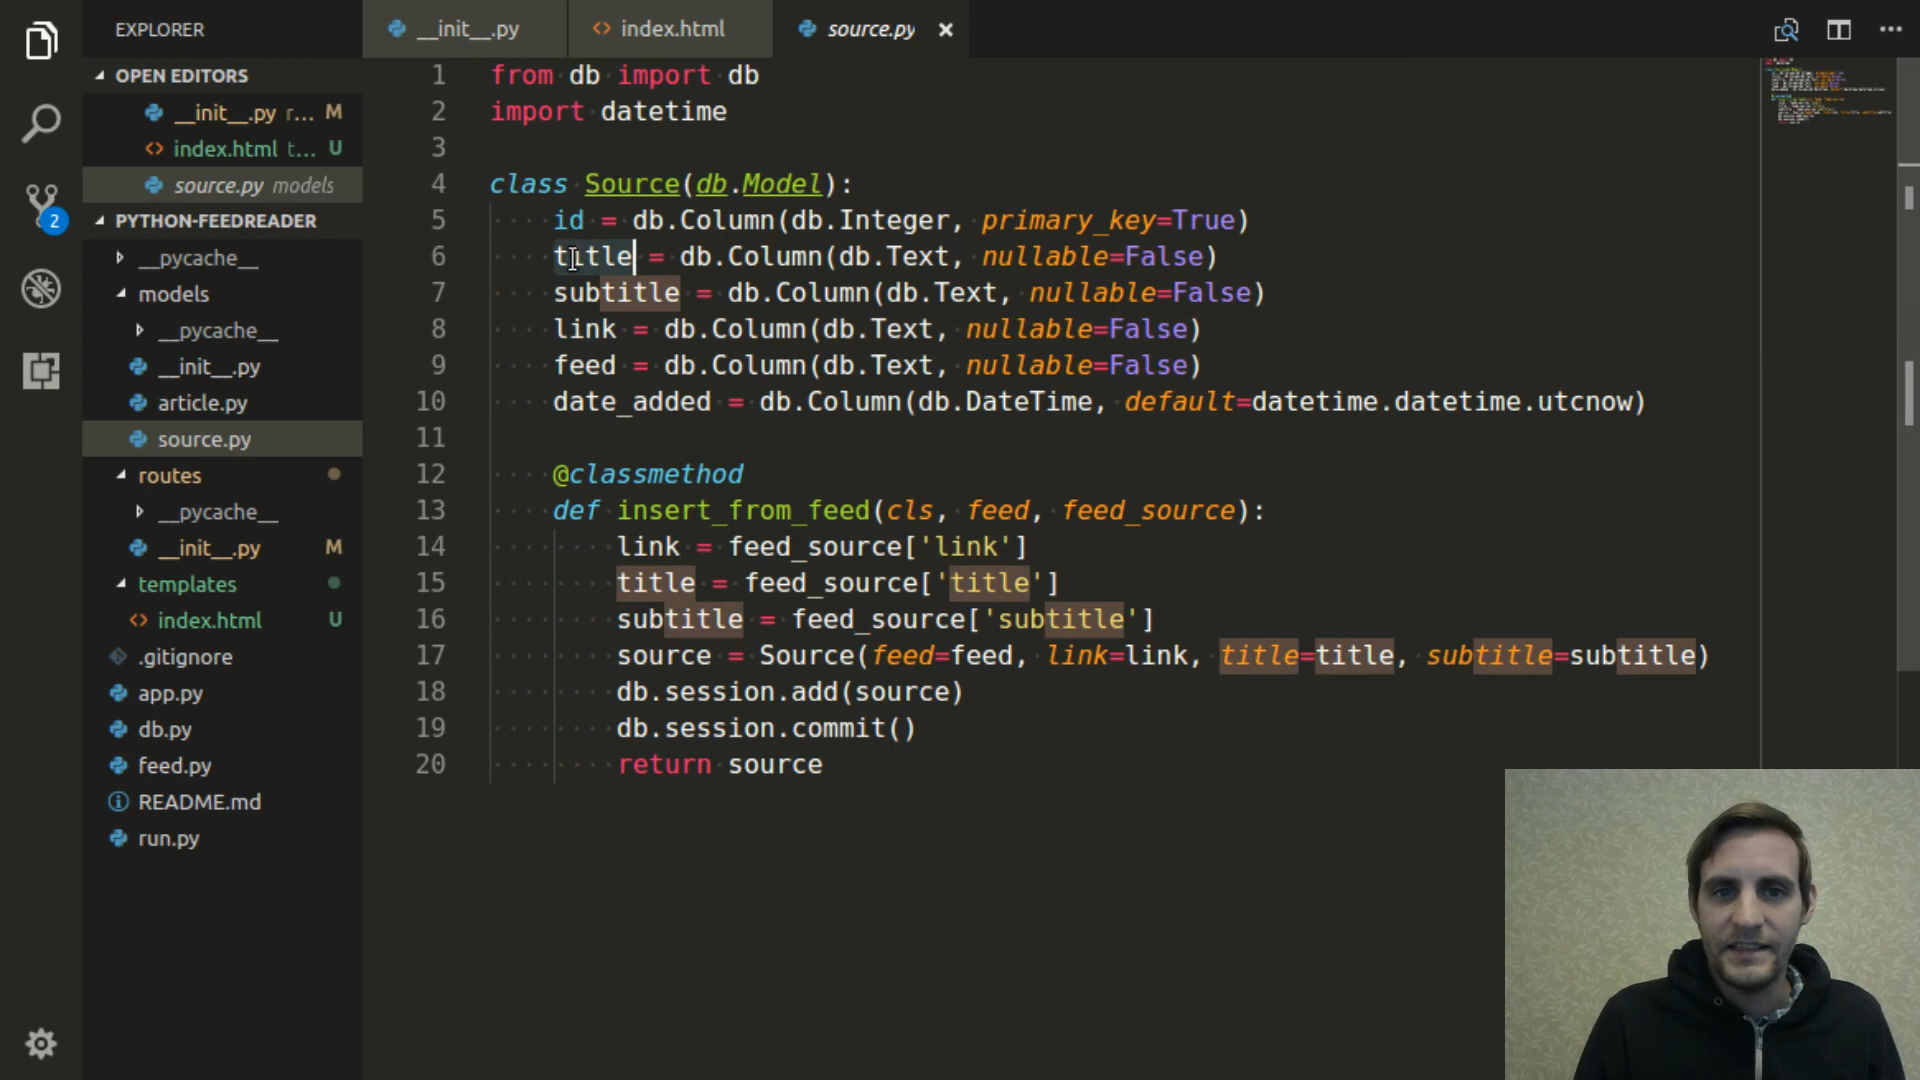 EXPLORER
OPEN EDITORS
__init__.py r... M
index.html t... U
source.py models
2
PYTHON-FEEDREADER
__pycache__
models
__pycache__
__init__.py
article.py
source.py
routes
__pycache__
__init__.py M
templates
index.html U
.gitignore
app.py
db.py
feed.py
README.md
run.py
__init__.py index.html source.py
1 from db import db
2 import datetime
3
4 class Source(db.Model):
5 id = db.Column(db.Integer, primary_key=True)
6 title = db.Column(db.Text, nullable=False)
7 subtitle = db.Column(db.Text, nullable=False)
8 link = db.Column(db.Text, nullable=False)
9 feed = db.Column(db.Text, nullable=False)
10 date_added = db.Column(db.DateTime, default=datetime.datetime.utcnow)
11
12 @classmethod
13 def insert_from_feed(cls, feed, feed_source):
14 link = feed_source['link']
15 title = feed_source['title']
16 subtitle = feed_source['subtitle']
17 source = Source(feed=feed, link=link, title=title, subtitle=subtitle)
18 db.session.add(source)
19 db.session.commit()
20 return source